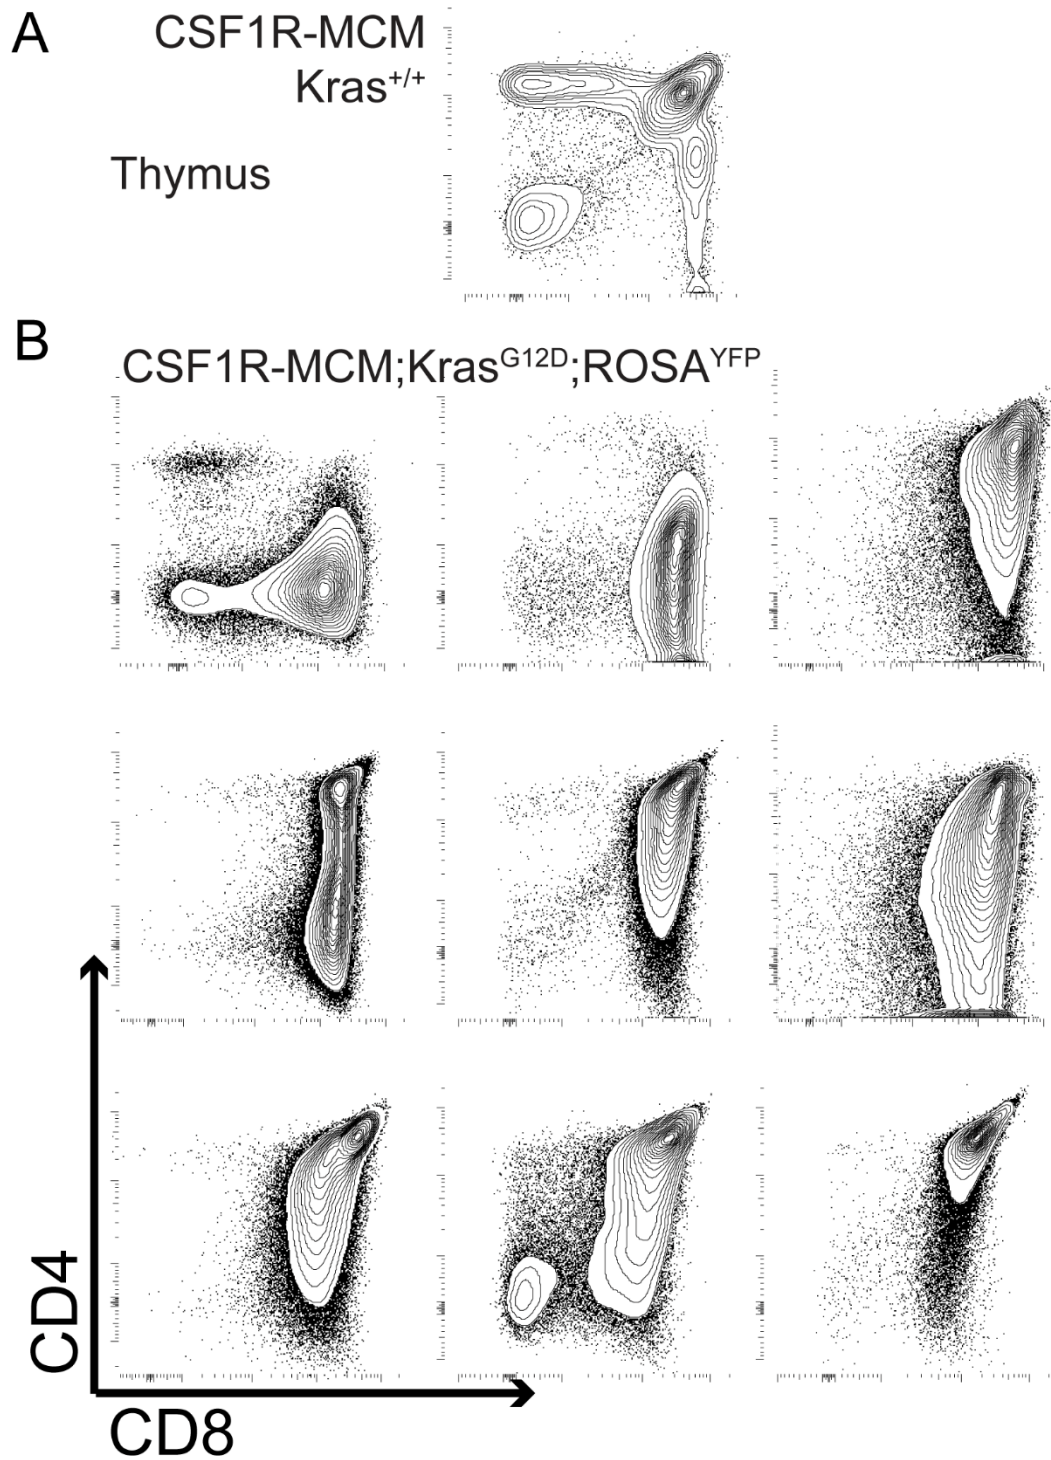 A
CSF1R-MCM
Kras+/+
Thymus
B
CSF1R-MCM;KrasG12D;ROSAYFP
CD4
CD8